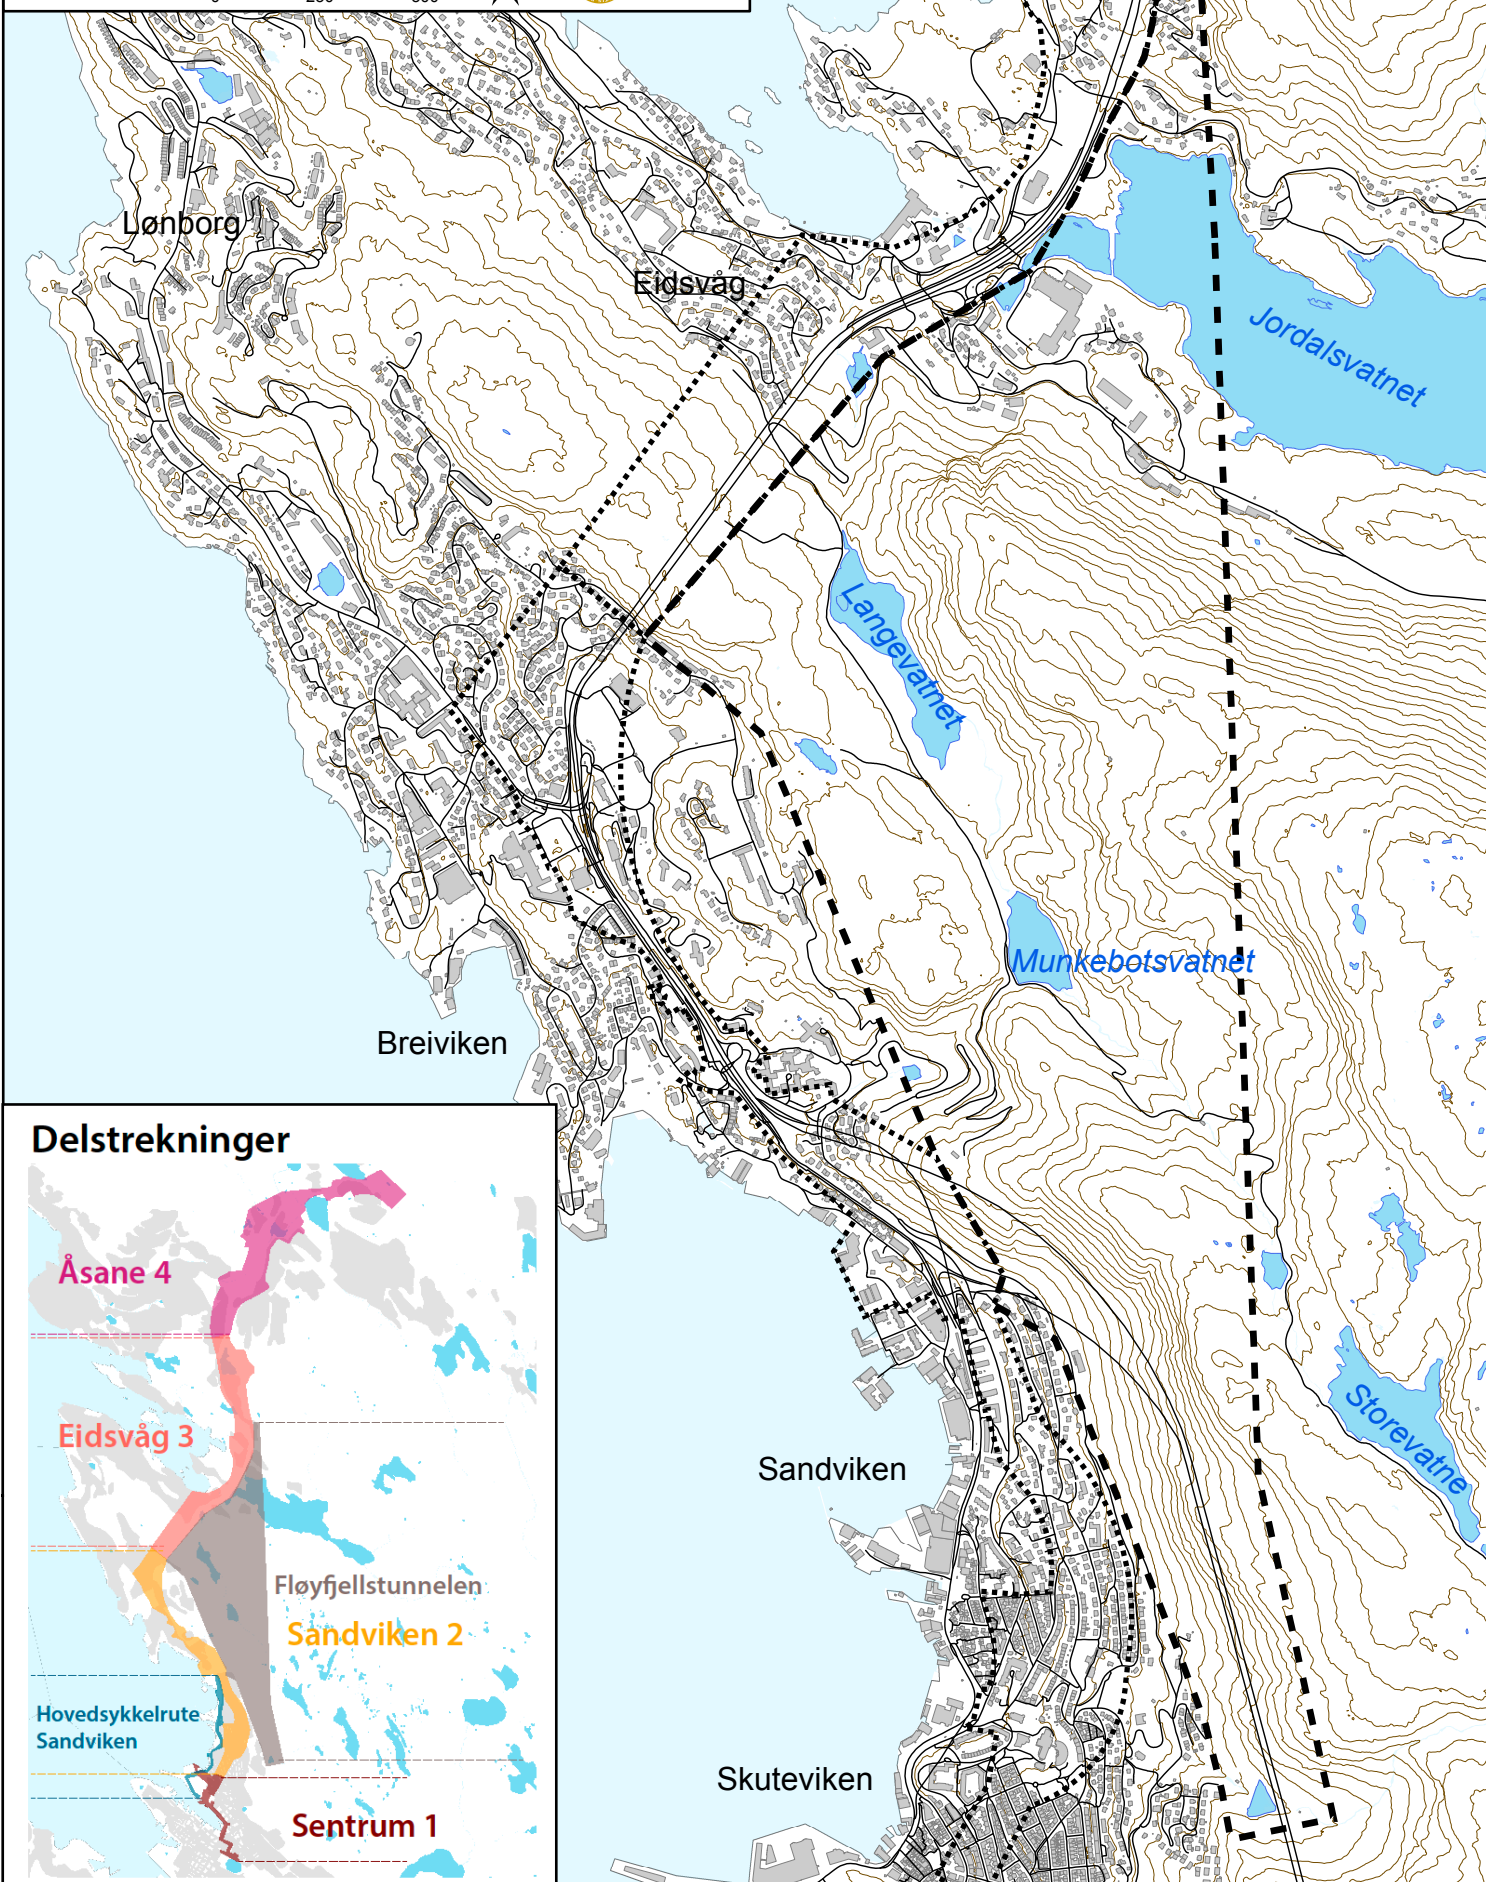 Lønborg
Eidsvåg
Jordalsvatnet
Langevatnet
Munkebotsvatnet
Breiviken
Storevatne
Sandviken
Skuteviken
Delstrekninger
Åsane 4
Eidsvåg 3
Fløyfjellstunnelen
Sandviken 2
Hovedsykkelrute
Sandviken
Sentrum 1